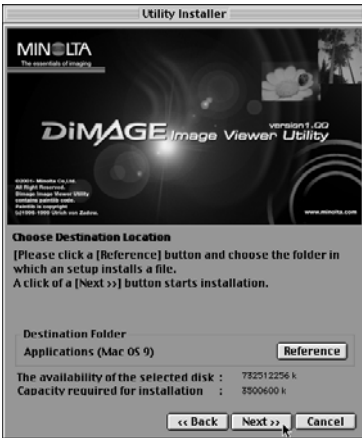 Utility Installer
MINOLTA
The essentials of imaging
DiMAGE Image Viewer Utility
version1.00
©2001- Minolta Co.,Ltd.
All Right Reserved.
Dimage Image Viewer Utility
contains paintlib code.
Paintlib is copyright
(c)1996-1998 Ulrich von Zadow.
www.minolta.com
Choose Destination Location
[Please click a [Reference] button and choose the folder in
which an setup installs a file.
A click of a [Next >>] button starts installation.
Destination Folder
Applications (Mac OS 9)
Reference
The availability of the selected disk : 732512256 k
Capacity required for installation : 3500600 k
<< Back
Next >>
Cancel